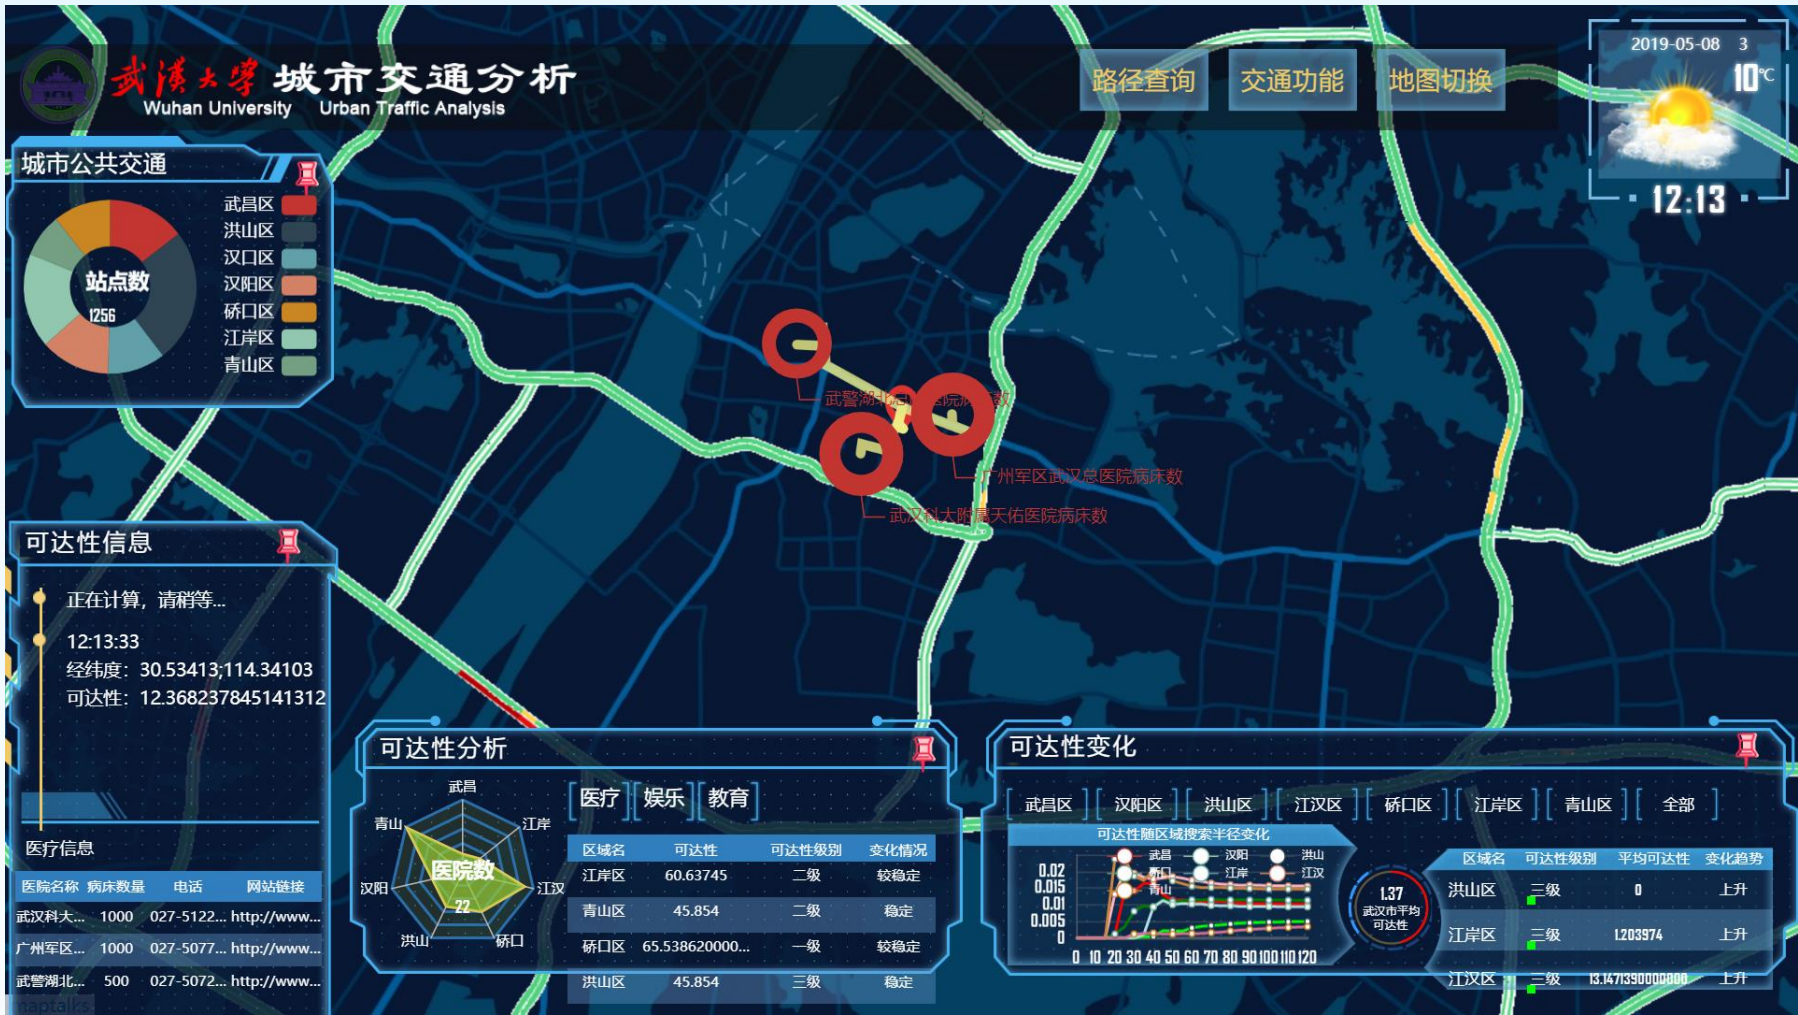 武漢大學 城市交通分析
Wuhan University Urban Traffic Analysis
路径查询 交通功能 地图切换
2019-05-08 3
10℃
12:13
城市公共交通
武昌区
洪山区
汉口区
汉阳区
硚口区
江岸区
青山区
站点数
1256
武警湖北总 医院病床数
广州军区武汉总医院病床数
武汉科大附属天佑医院病床数
可达性信息
正在计算，请稍等...
12:13:33
经纬度：30.53413;114.34103
可达性：12.368237845141312
医疗信息
医院名称 病床数量 电话 网站链接
武汉科大... 1000 027-5122... http://www...
广州军区... 1000 027-5077... http://www...
武警湖北... 500 027-5072... http://www...
maptalks
可达性分析
武昌
江岸
江汉
硚口
洪山
汉阳
青山
医院数
22
医疗 娱乐 教育
区域名 可达性 可达性级别 变化情况
江岸区 60.63745 二级 较稳定
青山区 45.854 二级 稳定
硚口区 65.538620000... 一级 较稳定
洪山区 45.854 三级 稳定
可达性变化
武昌区 汉阳区 洪山区 江汉区 硚口区 江岸区 青山区 全部
可达性随区域搜索半径变化
武昌 汉阳 洪山
硚口 江岸 江汉
青山
0.02
0.015
0.01
0.005
0
0 10 20 30 40 50 60 70 80 90 100 110 120
1.37
武汉市平均
可达性
区域名 可达性级别 平均可达性 变化趋势
洪山区 三级 0 上升
江岸区 三级 1.203974 上升
江汉区 三级 13.1471390000000 上升